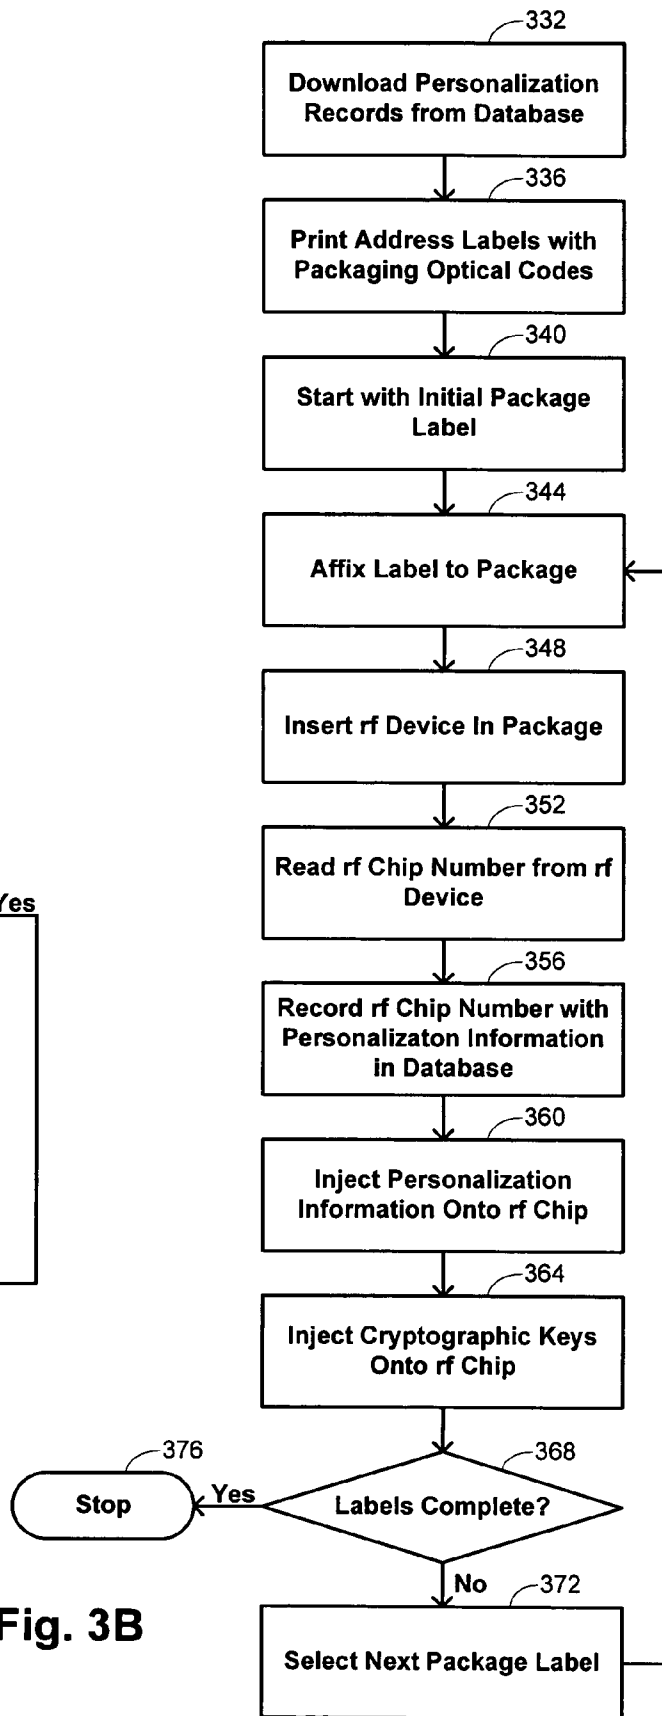 332
Download Personalization
Records from Database
336
Print Address Labels with
Packaging Optical Codes
340
Start with Initial Package
Label
344
Affix Label to Package
348
Insert rf Device In Package
352
Read rf Chip Number from rf
Device
Yes
356
Record rf Chip Number with
Personalizaton Information
in Database
360
Inject Personalization
Information Onto rf Chip
364
Inject Cryptographic Keys
Onto rf Chip
376
368
Stop
Yes
Labels Complete?
No
372
Fig. 3B
Select Next Package Label